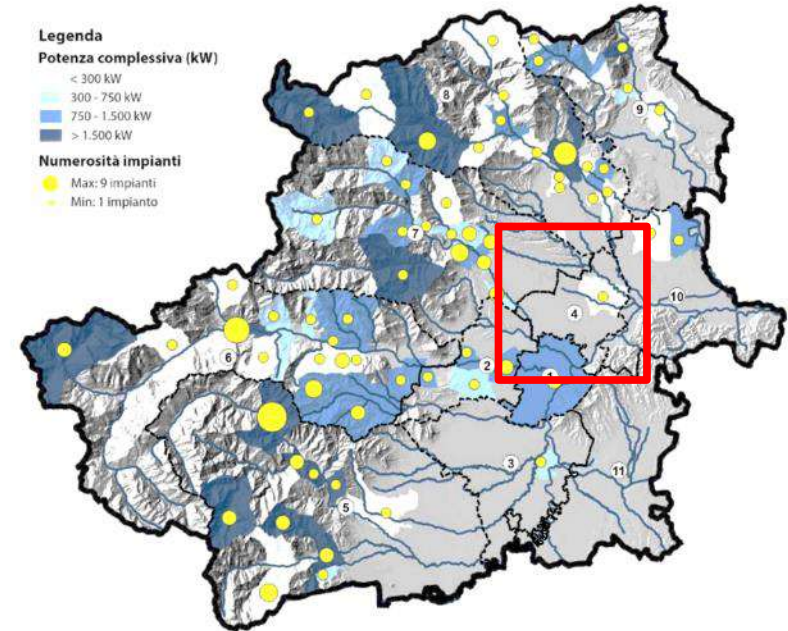 Legenda
Potenza complessiva (kW)
< 300 kW
300 - 750 kW
750 - 1.500 kW
> 1.500 kW
Numerosità impianti
Max: 9 impianti
Min: 1 impianto
8
9
7
10
4
6
2
1
3
11
5